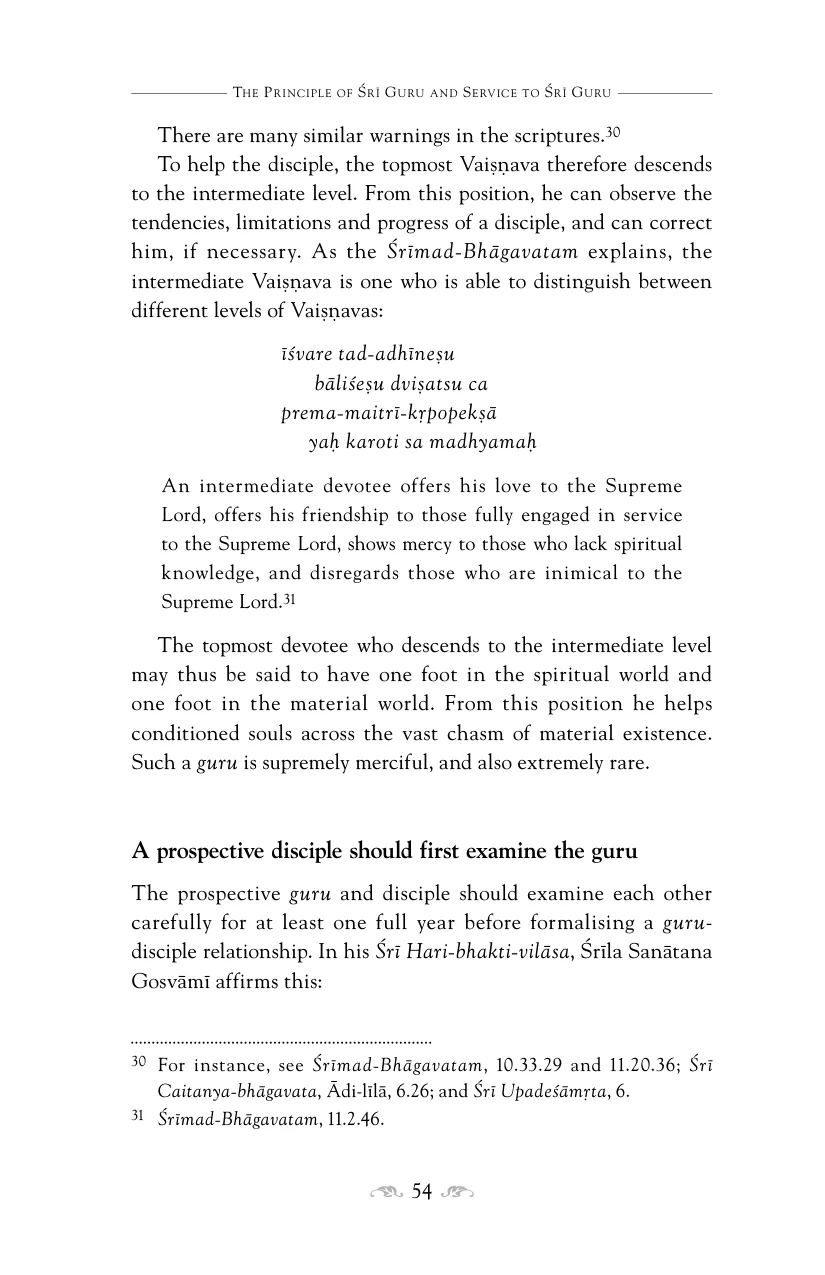 The Principle of Śrī Guru and Service to Śrī Guru
There are many similar warnings in the scriptures.30
To help the disciple, the topmost Vaiṣṇava therefore descends
to the intermediate level. From this position, he can observe the
tendencies, limitations and progress of a disciple, and can correct
him, if necessary. As the Śrīmad-Bhāgavatam explains, the
intermediate Vaiṣṇava is one who is able to distinguish between
different levels of Vaiṣṇavas:
īśvare tad-adhīneṣu
bāliśeṣu dviṣatsu ca
prema-maitrī-kṛpopekṣā
yaḥ karoti sa madhyamaḥ
An intermediate devotee offers his love to the Supreme
Lord, offers his friendship to those fully engaged in service
to the Supreme Lord, shows mercy to those who lack spiritual
knowledge, and disregards those who are inimical to the
Supreme Lord.31
The topmost devotee who descends to the intermediate level
may thus be said to have one foot in the spiritual world and
one foot in the material world. From this position he helps
conditioned souls across the vast chasm of material existence.
Such a guru is supremely merciful, and also extremely rare.
A prospective disciple should first examine the guru
The prospective guru and disciple should examine each other
carefully for at least one full year before formalising a guru-
disciple relationship. In his Śrī Hari-bhakti-vilāsa, Śrīla Sanātana
Gosvāmī affirms this:
30 For instance, see Śrīmad-Bhāgavatam, 10.33.29 and 11.20.36; Śrī
Caitanya-bhāgavata, Ādi-līlā, 6.26; and Śrī Upadeśāmṛta, 6.
31 Śrīmad-Bhāgavatam, 11.2.46.
54